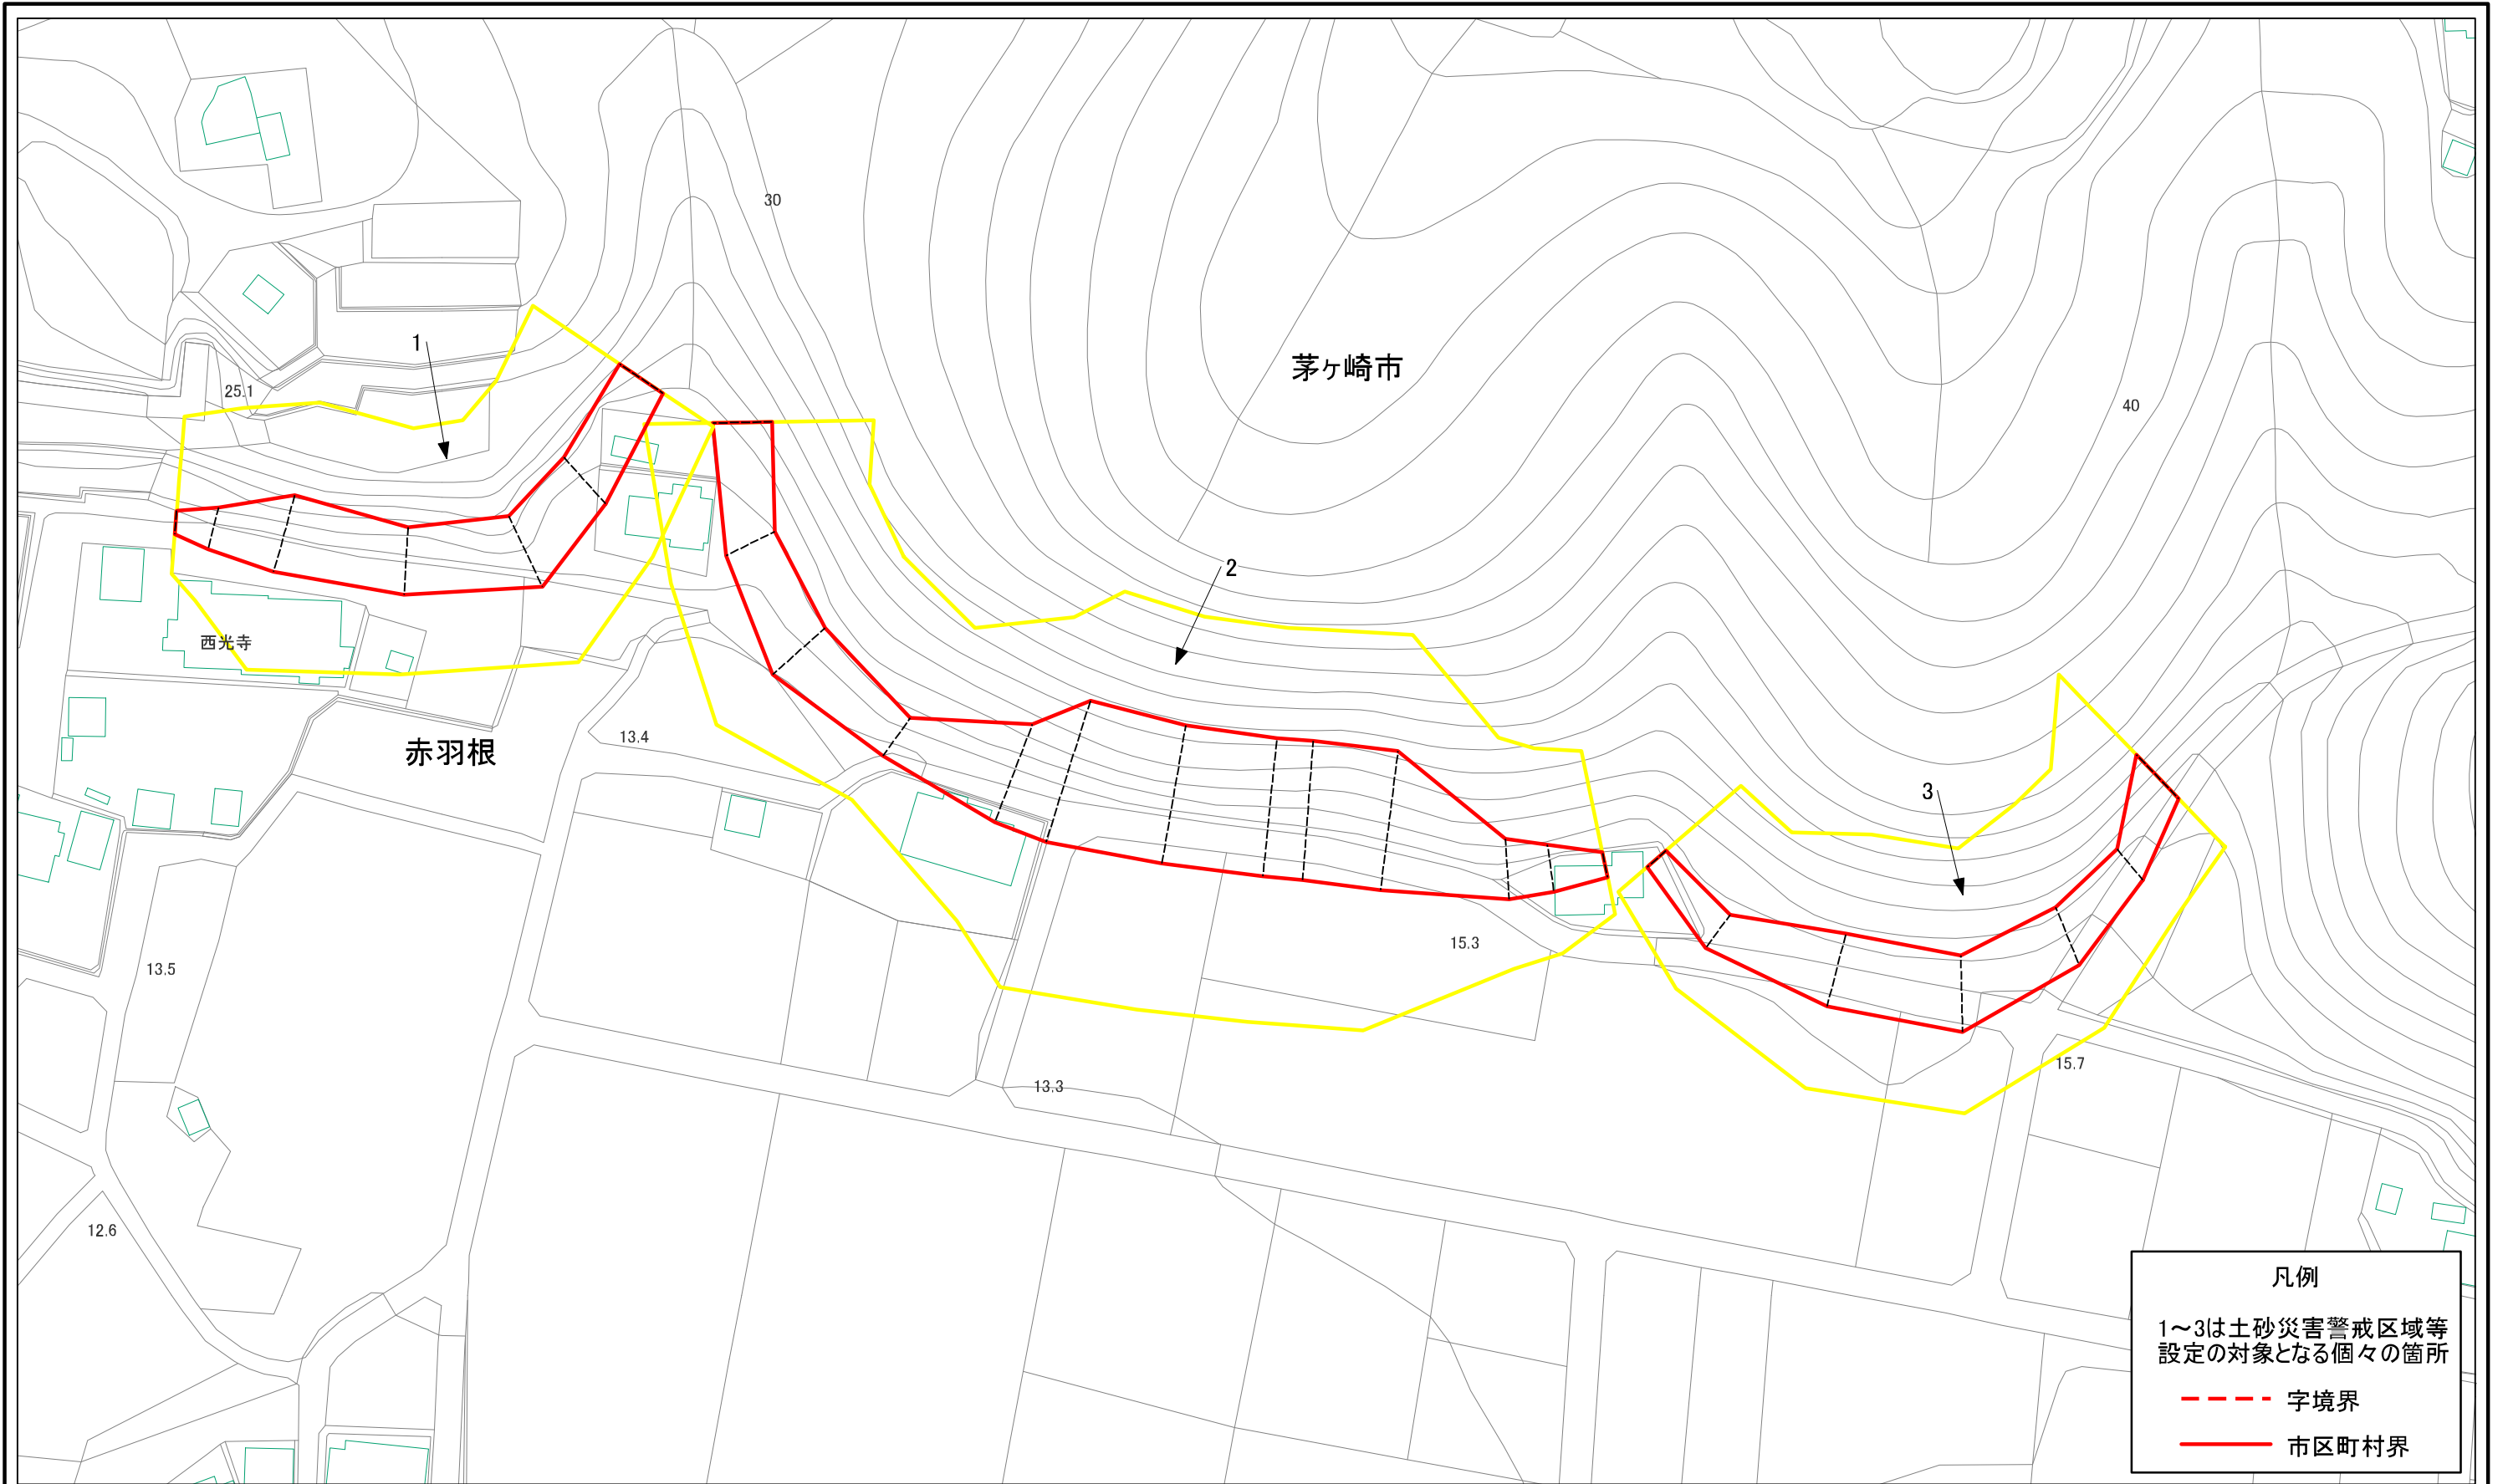 30
茅ヶ崎市
1
25.1
40
2
西光寺
赤羽根
13.4
3
15.3
13.5
15.7
13.3
12.6
凡例
1～3は土砂災害警戒区域等
設定の対象となる個々の箇所
字境界
市区町村界